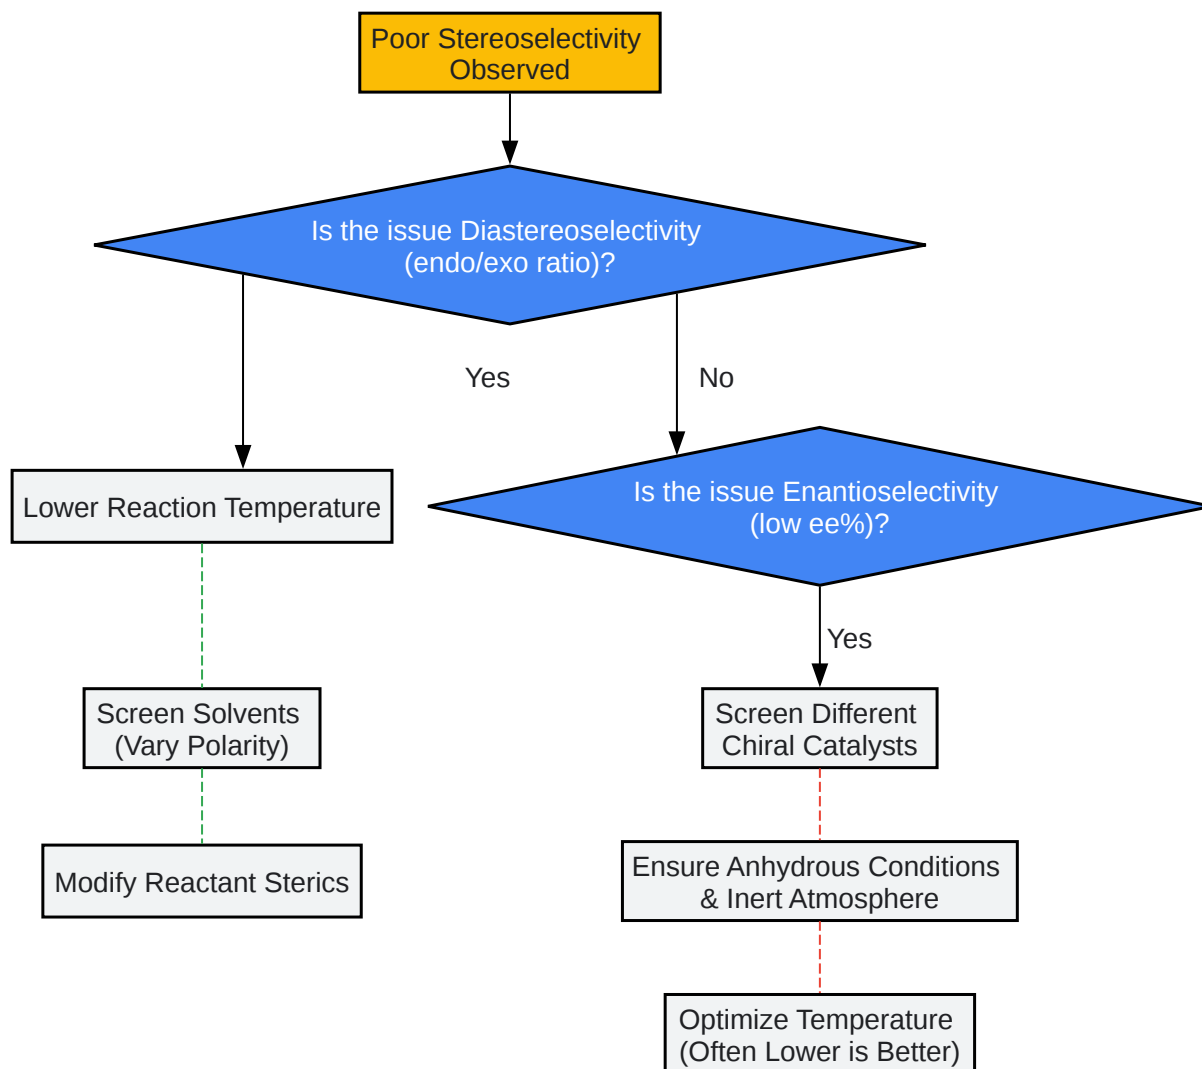 Poor Stereoselectivity
Observed
Is the issue Diastereoselectivity
(endo/exo ratio)?
Yes
No
Lower Reaction Temperature
Is the issue Enantioselectivity
(low ee%)?
Yes
Screen Solvents
(Vary Polarity)
Screen Different
Chiral Catalysts
Modify Reactant Sterics
Ensure Anhydrous Conditions
& Inert Atmosphere
Optimize Temperature
(Often Lower is Better)